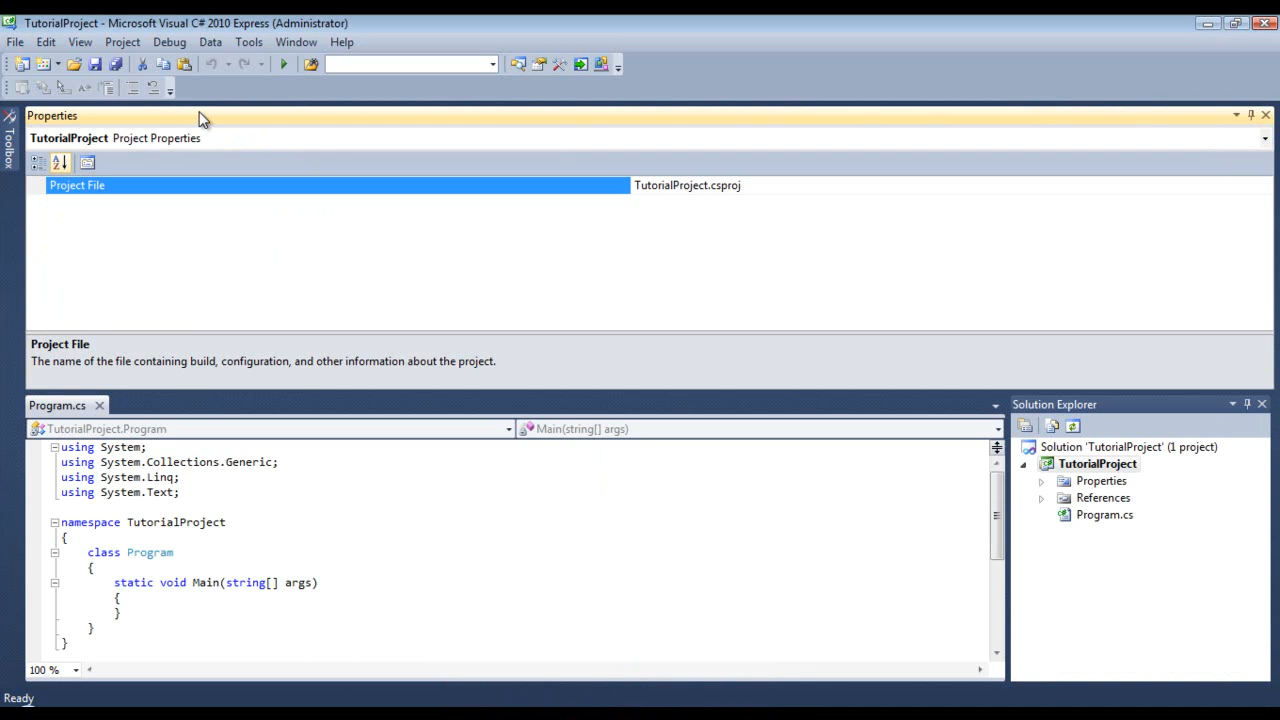 TutorialProject - Microsoft Visual C# 2010 Express (Administrator)
File Edit View Project Debug Data Tools Window Help
Properties
TutorialProject Project Properties
Toolbox
Project File TutorialProject.csproj
Project File
The name of the file containing build, configuration, and other information about the project.
Program.cs
TutorialProject.Program Main(string[] args)
using System;
using System.Collections.Generic;
using System.Linq;
using System.Text;
namespace TutorialProject
{
class Program
{
static void Main(string[] args)
{
}
}
}
100 %
Solution Explorer
Solution 'TutorialProject' (1 project)
TutorialProject
Properties
References
Program.cs
Ready